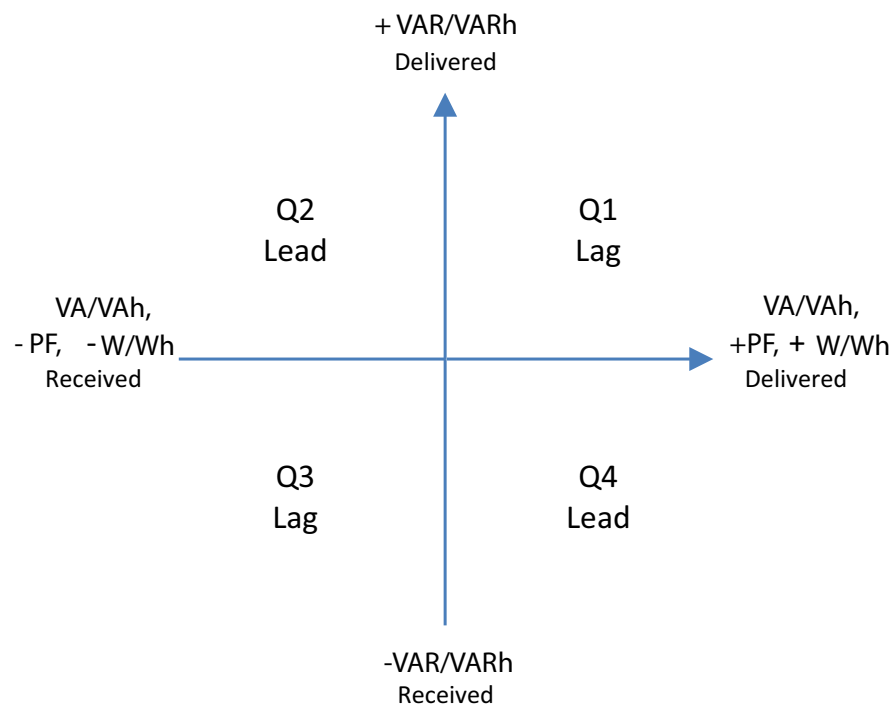 + VAR/VARh
Delivered
Q2
Lead
Q1
Lag
VA/VAh,
- PF, - W/Wh
Received
VA/VAh,
+PF, + W/Wh
Delivered
Q3
Lag
Q4
Lead
-VAR/VARh
Received